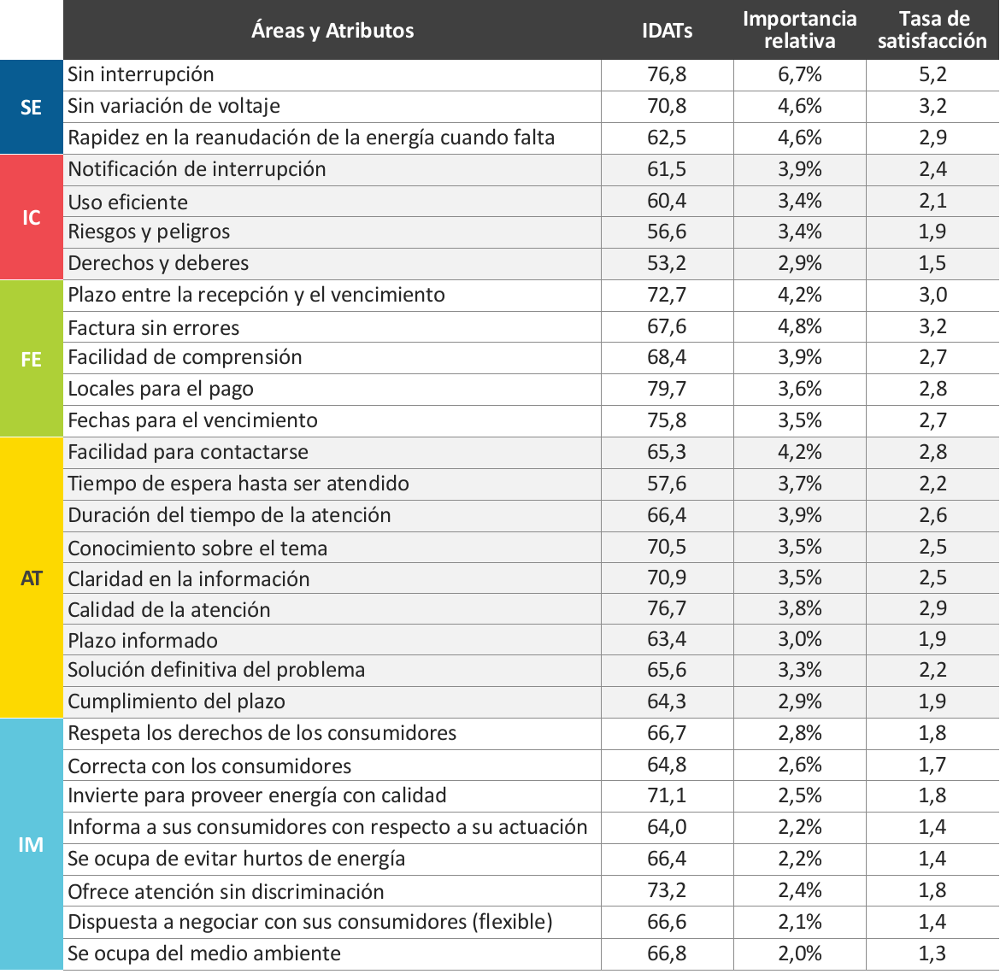 Áreas y Atributos IDATs Importancia relativa Tasa de satisfacción
SE
Sin interrupción 76,8 6,7% 5,2
Sin variación de voltaje 70,8 4,6% 3,2
Rapidez en la reanudación de la energía cuando falta 62,5 4,6% 2,9
IC
Notificación de interrupción 61,5 3,9% 2,4
Uso eficiente 60,4 3,4% 2,1
Riesgos y peligros 56,6 3,4% 1,9
Derechos y deberes 53,2 2,9% 1,5
FE
Plazo entre la recepción y el vencimiento 72,7 4,2% 3,0
Factura sin errores 67,6 4,8% 3,2
Facilidad de comprensión 68,4 3,9% 2,7
Locales para el pago 79,7 3,6% 2,8
Fechas para el vencimiento 75,8 3,5% 2,7
AT
Facilidad para contactarse 65,3 4,2% 2,8
Tiempo de espera hasta ser atendido 57,6 3,7% 2,2
Duración del tiempo de la atención 66,4 3,9% 2,6
Conocimiento sobre el tema 70,5 3,5% 2,5
Claridad en la información 70,9 3,5% 2,5
Calidad de la atención 76,7 3,8% 2,9
Plazo informado 63,4 3,0% 1,9
Solución definitiva del problema 65,6 3,3% 2,2
Cumplimiento del plazo 64,3 2,9% 1,9
IM
Respeta los derechos de los consumidores 66,7 2,8% 1,8
Correcta con los consumidores 64,8 2,6% 1,7
Invierte para proveer energía con calidad 71,1 2,5% 1,8
Informa a sus consumidores con respecto a su actuación 64,0 2,2% 1,4
Se ocupa de evitar hurtos de energía 66,4 2,2% 1,4
Ofrece atención sin discriminación 73,2 2,4% 1,8
Dispuesta a negociar con sus consumidores (flexible) 66,6 2,1% 1,4
Se ocupa del medio ambiente 66,8 2,0% 1,3